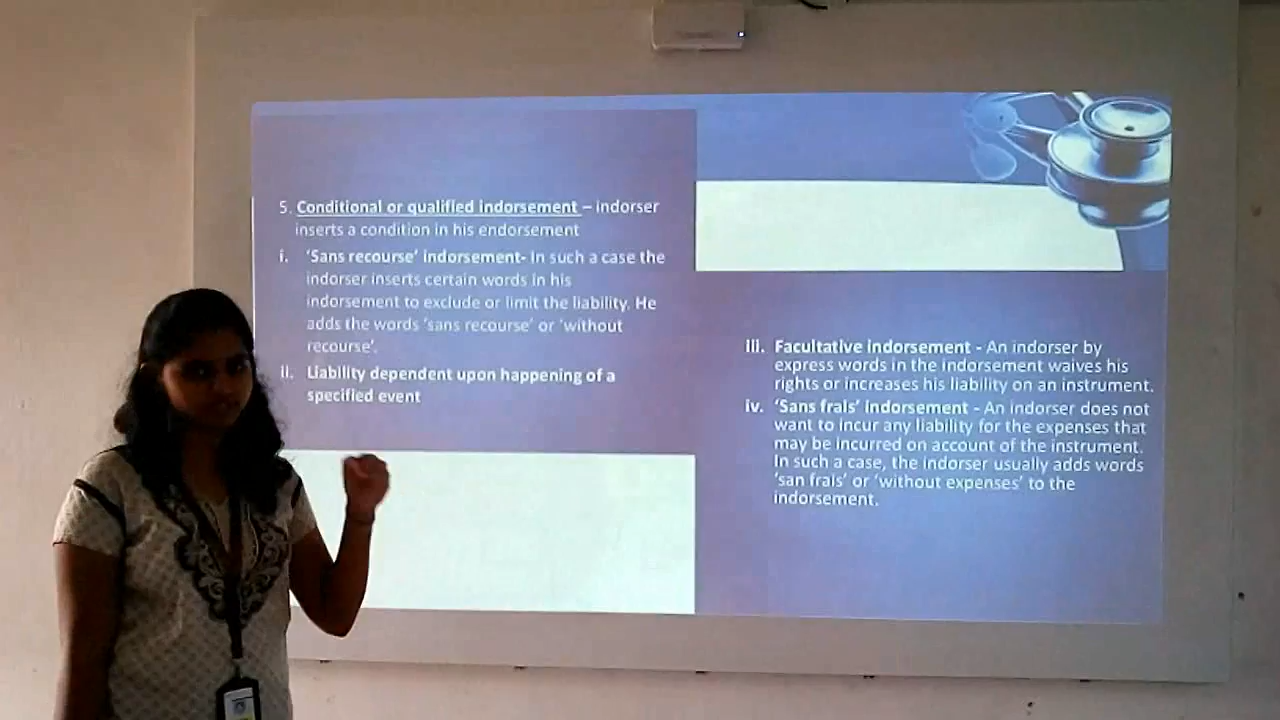 5. Conditional or qualified indorsement – indorser
inserts a condition in his endorsement
i. ‘Sans recourse’ indorsement- In such a case the
indorser inserts certain words in his
indorsement to exclude or limit the liability. He
adds the words ‘sans recourse’ or ‘without
recourse’.
ii. Liability dependent upon happening of a
specified event
iii. Facultative indorsement - An indorser by
express words in the indorsement waives his
rights or increases his liability on an instrument.
iv. ‘Sans frais’ indorsement - An indorser does not
want to incur any liability for the expenses that
may be incurred on account of the instrument.
In such a case, the indorser usually adds words
‘san frais’ or ‘without expenses’ to the
indorsement.